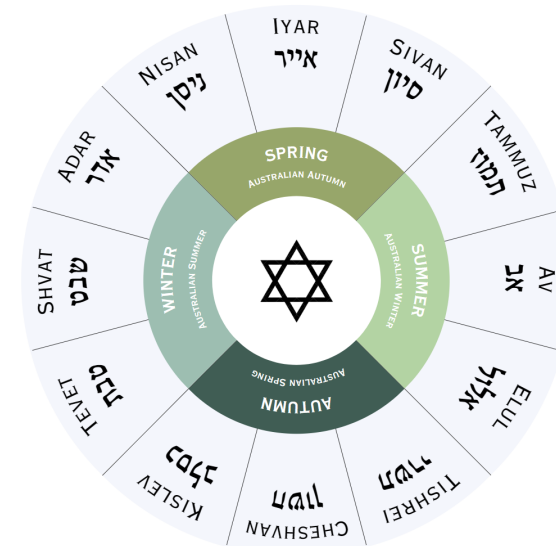 IYAR
אייר
SIVAN
סיון
TAMMUZ
תמוז
AV
אב
ELUL
אלול
TISHREI
תשרי
CHESHVAN
חשון
KISLEV
כסלב
TEVET
טבת
SHVAT
שבט
ADAR
אדר
NISAN
ניסן
SPRING
AUSTRALIAN AUTUMN
SUMMER
AUSTRALIAN WINTER
AUTUMN
AUSTRALIAN SPRING
WINTER
AUSTRALIAN SUMMER